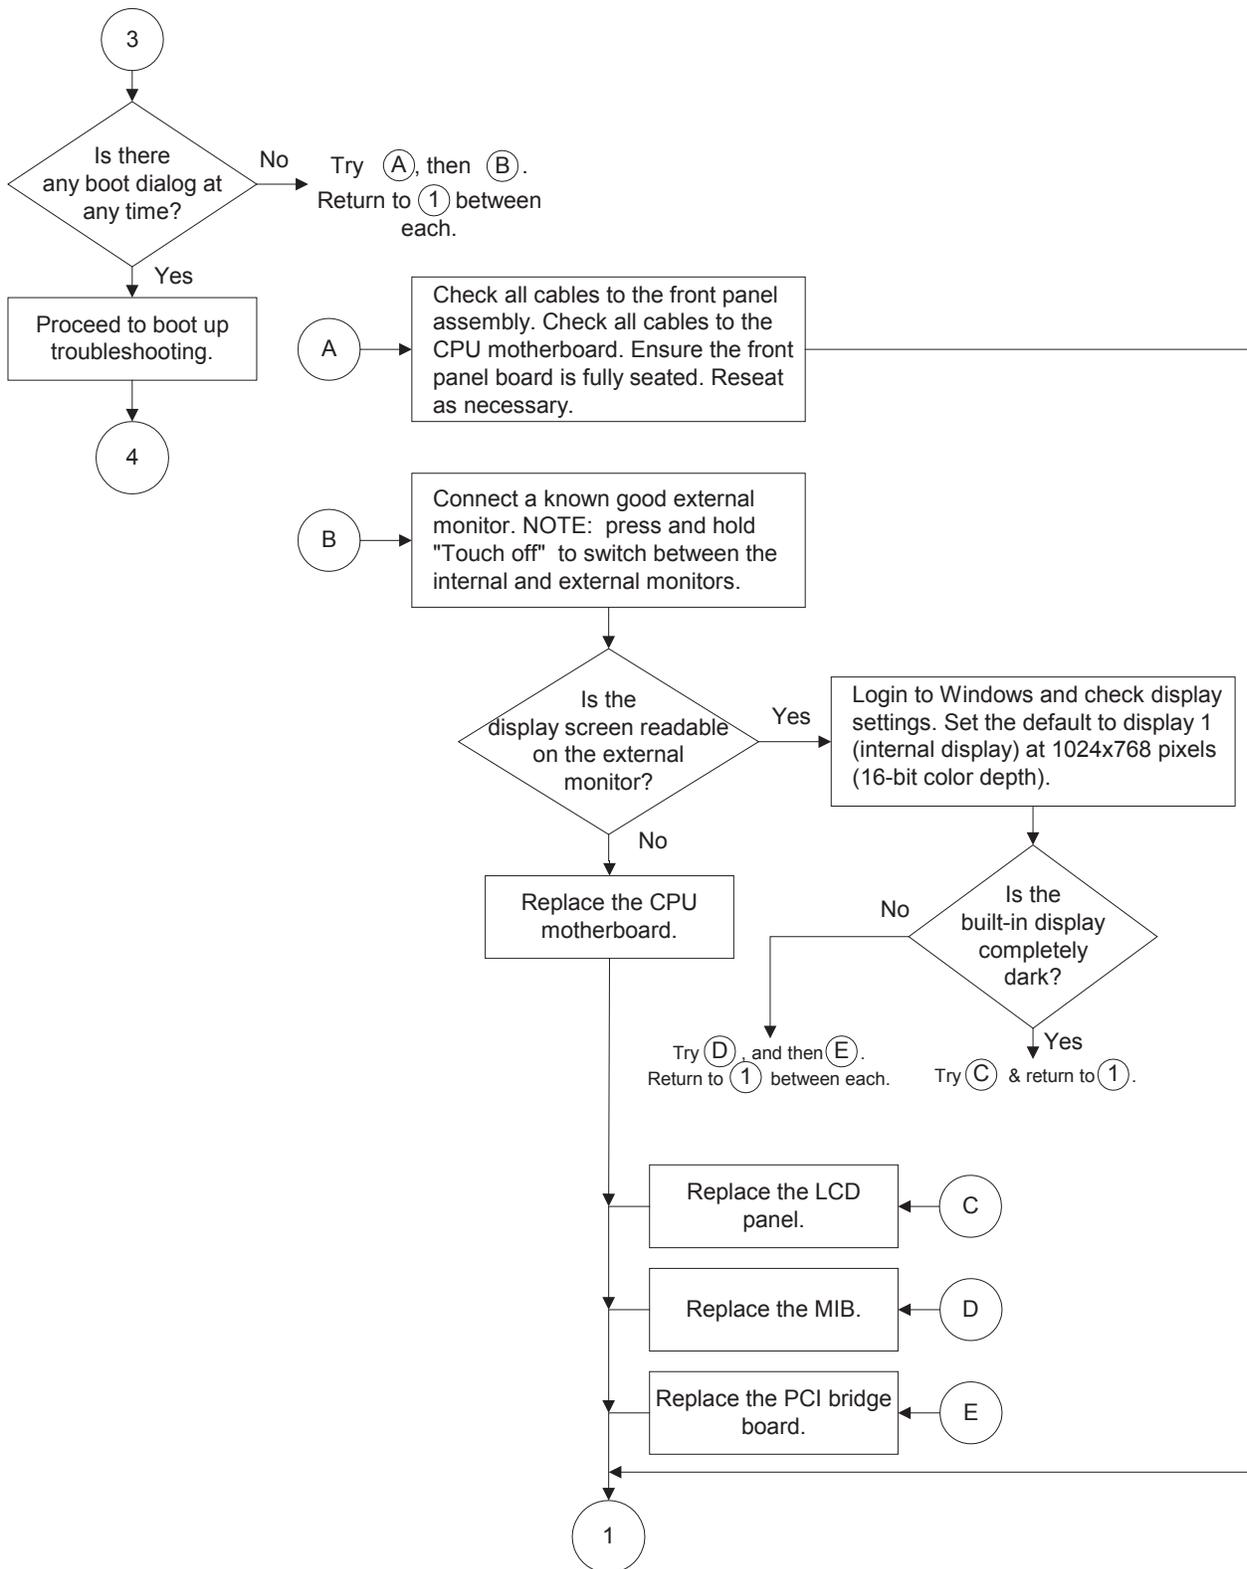 3
Is there
any boot dialog at
any time?
No
Try A, then B.
Return to 1 between
each.
Yes
Proceed to boot up
troubleshooting.
4
A
Check all cables to the front panel
assembly. Check all cables to the
CPU motherboard. Ensure the front
panel board is fully seated. Reseat
as necessary.
B
Connect a known good external
monitor. NOTE: press and hold
"Touch off" to switch between the
internal and external monitors.
Is the
display screen readable
on the external
monitor?
Yes
Login to Windows and check display
settings. Set the default to display 1
(internal display) at 1024x768 pixels
(16-bit color depth).
No
Replace the CPU
motherboard.
Is the
built-in display
completely
dark?
No
Try D, and then E.
Return to 1 between each.
Yes
Try C & return to 1.
Replace the LCD
panel.
C
Replace the MIB.
D
Replace the PCI bridge
board.
E
1